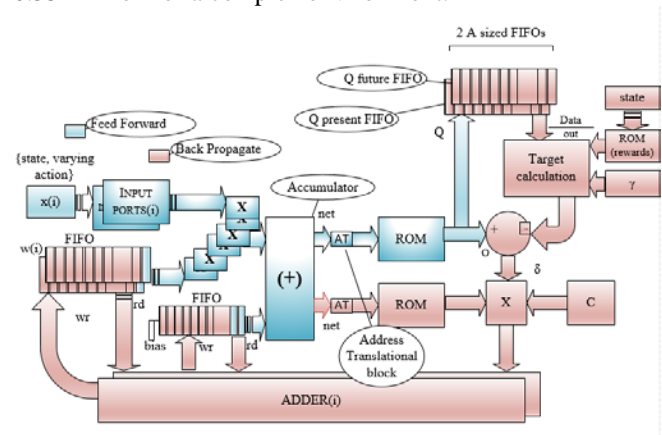 2 A sized FIFOs
Q future FIFO
Q present FIFO
Q
Data
out
state
ROM
(rewards)
Target
calculation
γ
Feed Forward
Back Propagate
{state, varying
action}
x(i)
INPUT
PORTS(i)
X
X
X
Accumulator
net
AT
ROM
+
-
o
δ
w(i)
FIFO
wr
rd
FIFO
bias
wr
rd
(+)
net
AT
ROM
X
C
Address
Translational
block
ADDER(i)